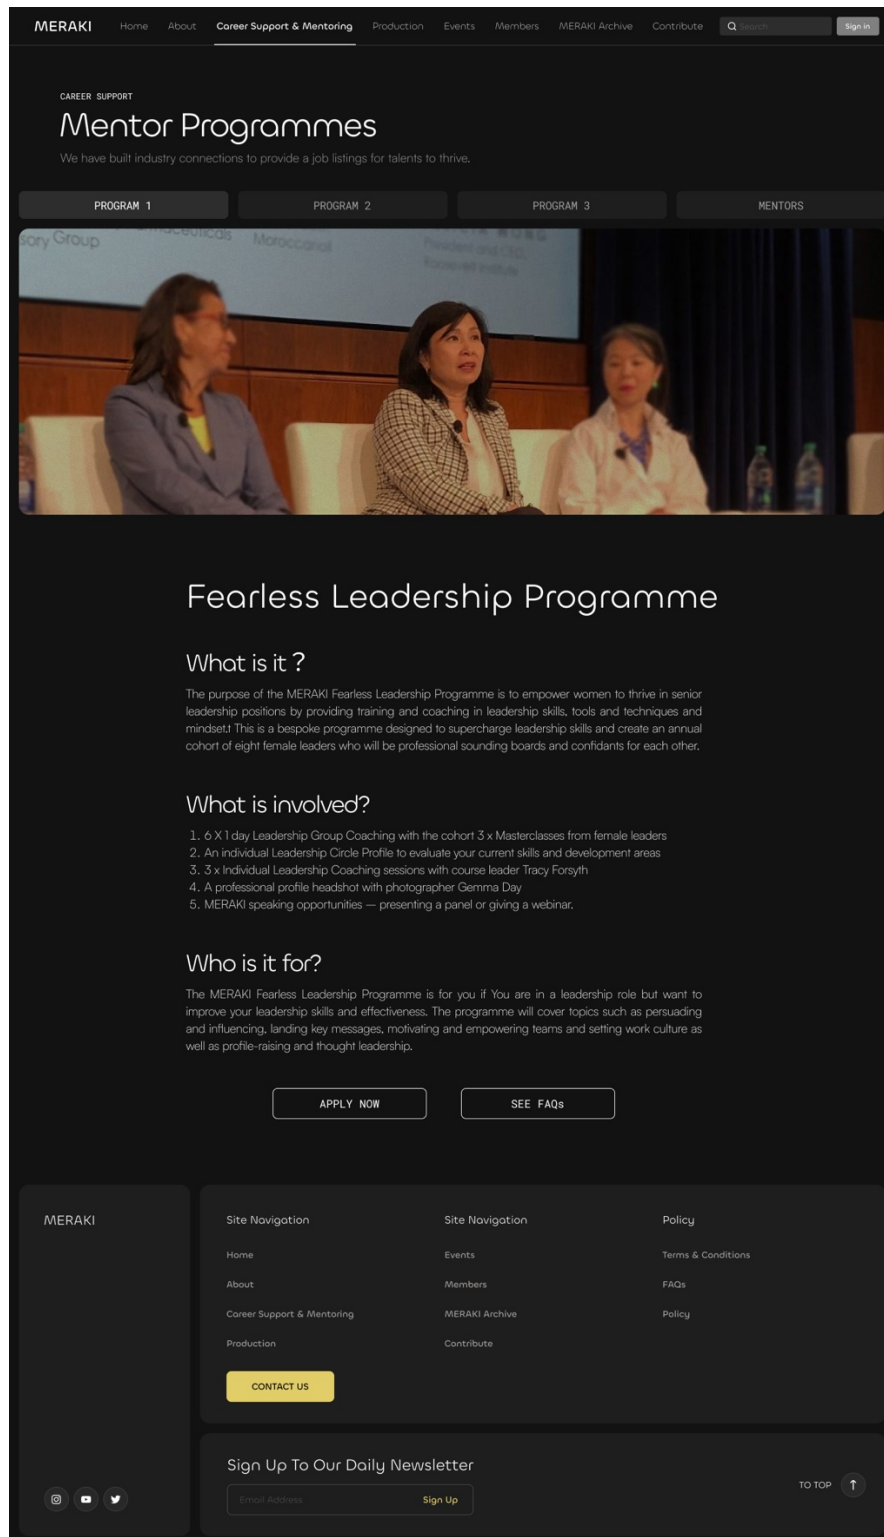 MERAKI Home About Career Support & Mentoring Production Events Members MERAKI Archive Contribute Search Sign in
CAREER SUPPORT
Mentor Programmes
We have built industry connections to provide a job listings for talents to thrive.
PROGRAM 1 PROGRAM 2 PROGRAM 3 MENTORS
sory Group
Moroccanoil
President and CEO,
Roosevelt Institute
Fearless Leadership Programme
What is it ?
The purpose of the MERAKI Fearless Leadership Programme is to empower women to thrive in senior
leadership positions by providing training and coaching in leadership skills, tools and techniques and
mindset.t This is a bespoke programme designed to supercharge leadership skills and create an annual
cohort of eight female leaders who will be professional sounding boards and confidants for each other.
What is involved?
1. 6 X 1 day Leadership Group Coaching with the cohort 3 x Masterclasses from female leaders
2. An individual Leadership Circle Profile to evaluate your current skills and development areas
3. 3 x Individual Leadership Coaching sessions with course leader Tracy Forsyth
4. A professional profile headshot with photographer Gemma Day
5. MERAKI speaking opportunities – presenting a panel or giving a webinar.
Who is it for?
The MERAKI Fearless Leadership Programme is for you if You are in a leadership role but want to
improve your leadership skills and effectiveness. The programme will cover topics such as persuading
and influencing, landing key messages, motivating and empowering teams and setting work culture as
well as profile-raising and thought leadership.
APPLY NOW SEE FAQs
MERAKI
Site Navigation Site Navigation Policy
Home Events Terms & Conditions
About Members FAQs
Career Support & Mentoring MERAKI Archive Policy
Production Contribute
CONTACT US
Sign Up To Our Daily Newsletter
Email Address Sign Up
TO TOP